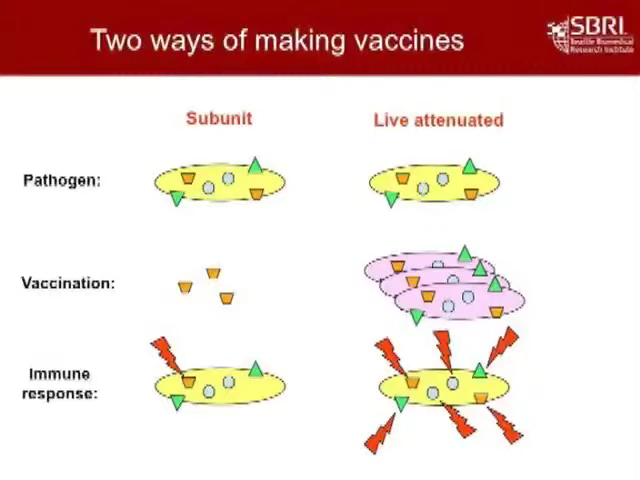 Two ways of making vaccines
SBRI
Seattle Biomedical
Research Institute
Subunit
Live attenuated
Pathogen:
Vaccination:
Immune
response: